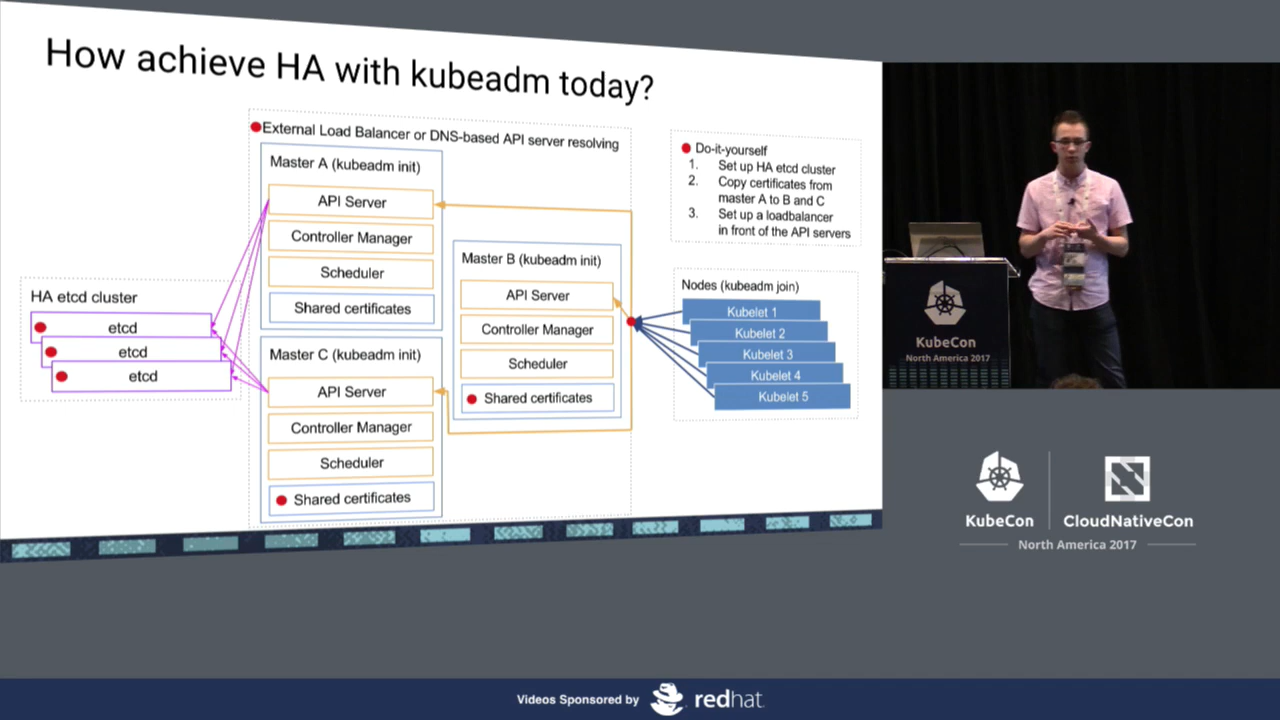 How achieve HA with kubeadm today?
External Load Balancer or DNS-based API server resolving
Master A (kubeadm init)
API Server
Controller Manager
Scheduler
Shared certificates
Master B (kubeadm init)
API Server
Controller Manager
Scheduler
Shared certificates
Master C (kubeadm init)
API Server
Controller Manager
Scheduler
Shared certificates
HA etcd cluster
etcd
etcd
etcd
Do-it-yourself
1. Set up HA etcd cluster
2. Copy certificates from
master A to B and C
3. Set up a loadbalancer
in front of the API servers
Nodes (kubeadm join)
Kubelet 1
Kubelet 2
Kubelet 3
Kubelet 4
Kubelet 5
KubeCon
North America 2017
KubeCon
CloudNativeCon
North America 2017
Videos Sponsored by
redhat